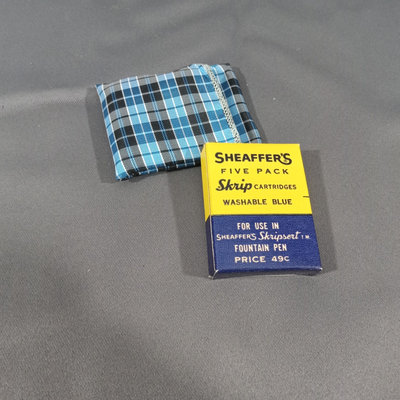 SHEAFFER'S
FIVE PACK
Skrip CARTRIDGES
WASHABLE BLUE
FOR USE IN
SHEAFFER'S Skripsert T.M.
FOUNTAIN PEN
PRICE 49C